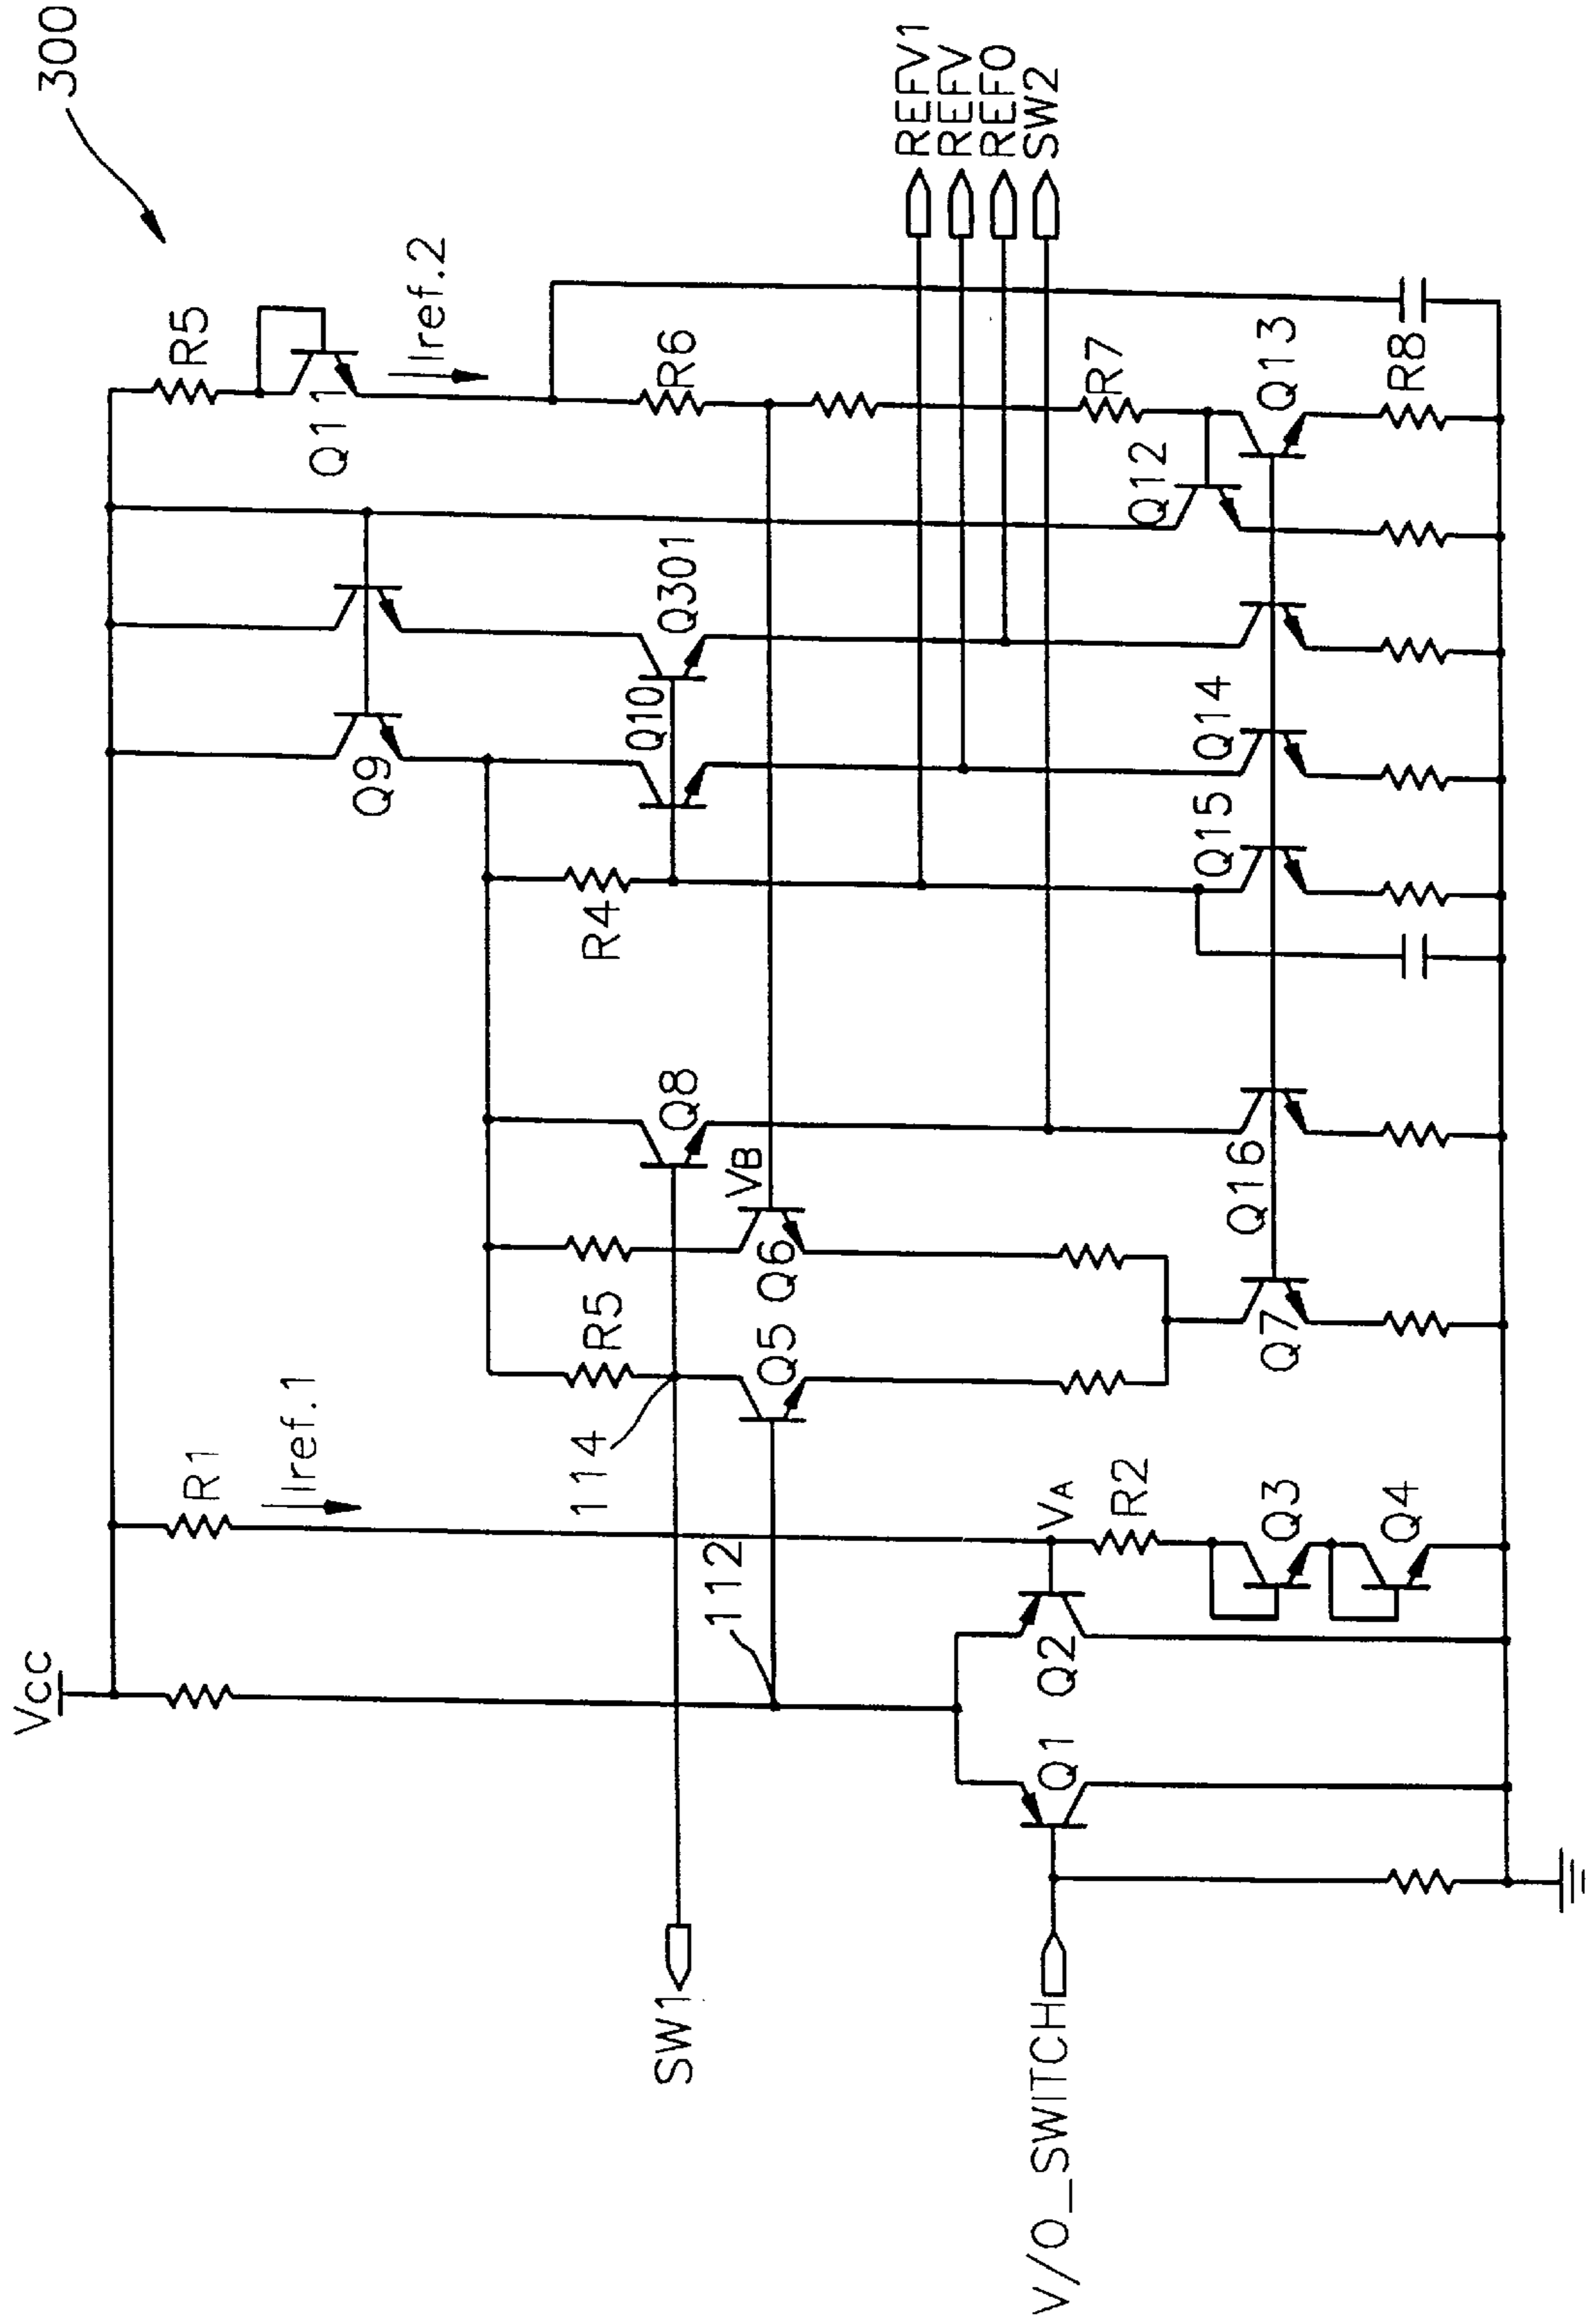 300
Vcc
R1
Iref.1
R5
Q11
Iref.2
Q9
R4
Q10
Q301
R6
REFV1
REFV
REFO
SW2
SW1
114
R5
Q8
VB
Q5
Q6
112
V/O_SWITCH
Q1
Q2
VA
R2
Q3
Q4
Q7
Q16
Q15
Q14
Q12
R7
Q13
R8